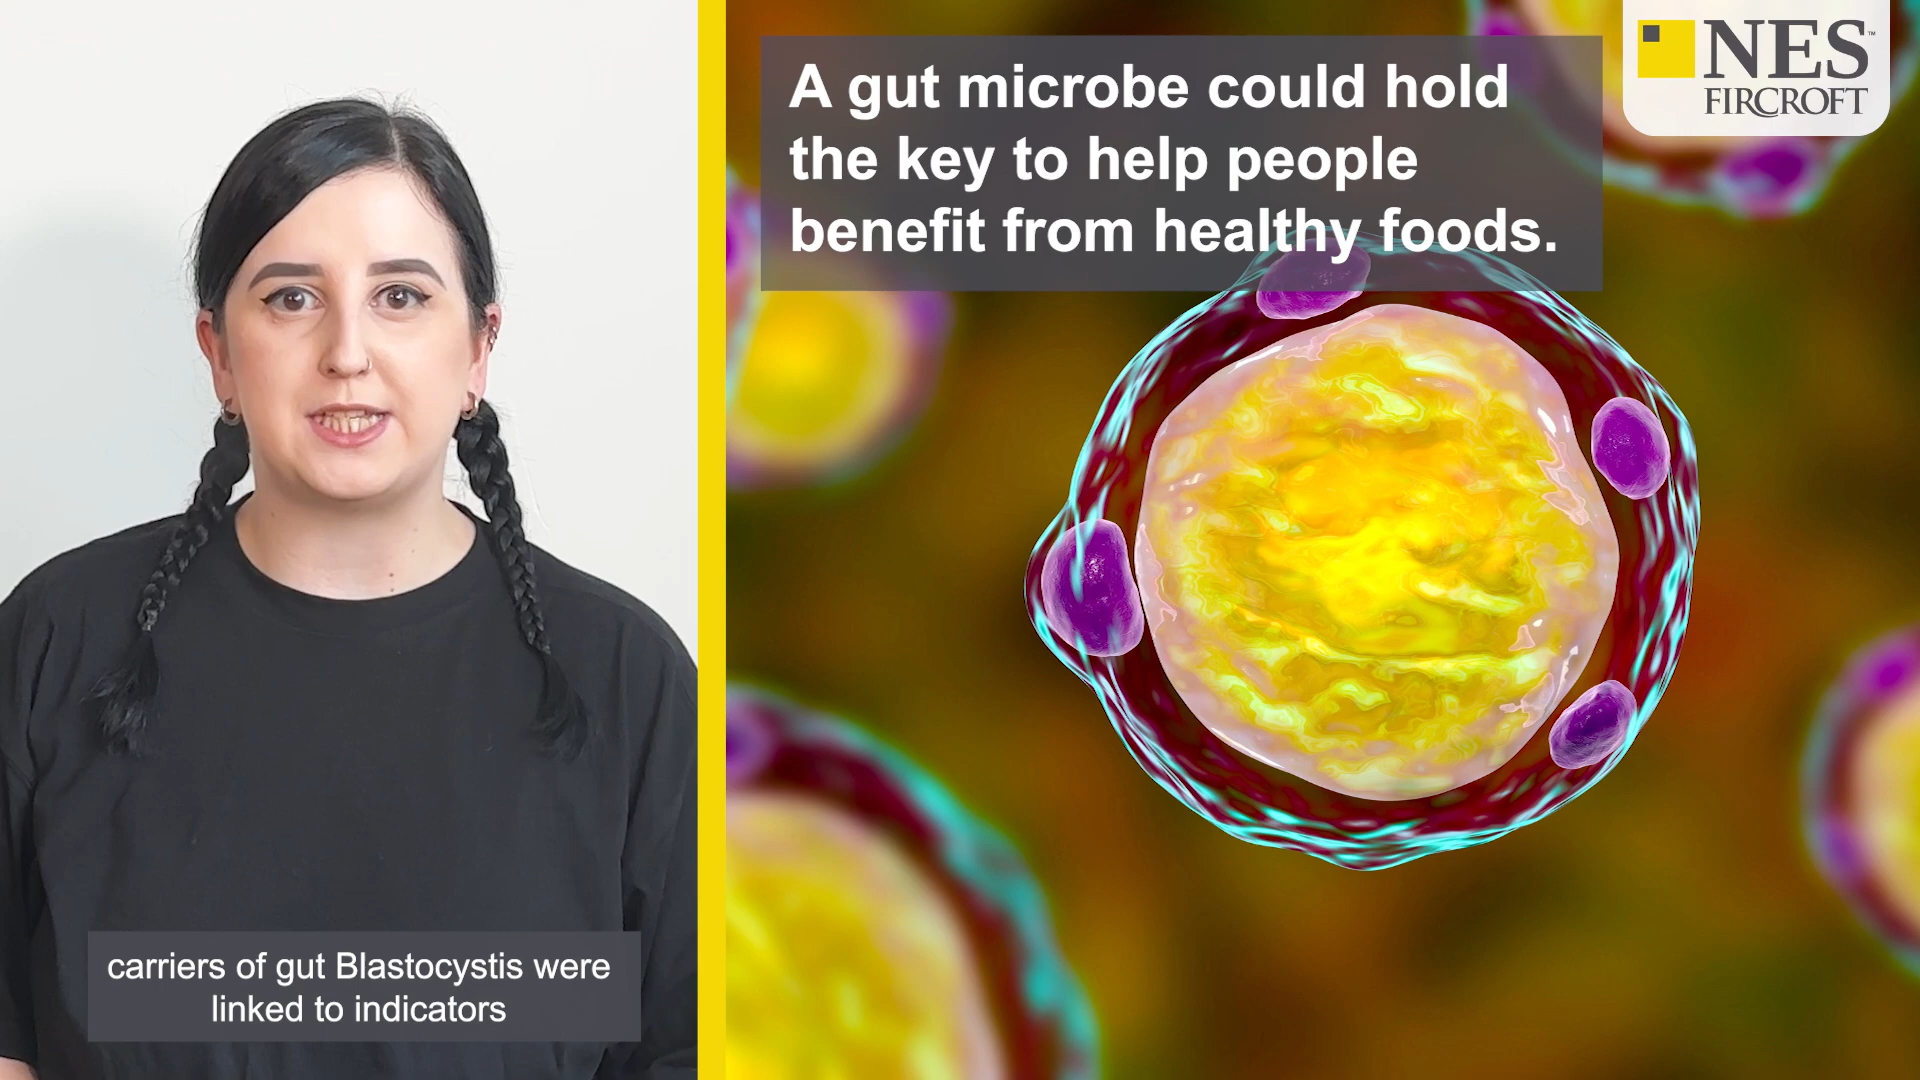 A gut microbe could hold
the key to help people
benefit from healthy foods.
NES™
FIRCROFT
carriers of gut Blastocystis were
linked to indicators